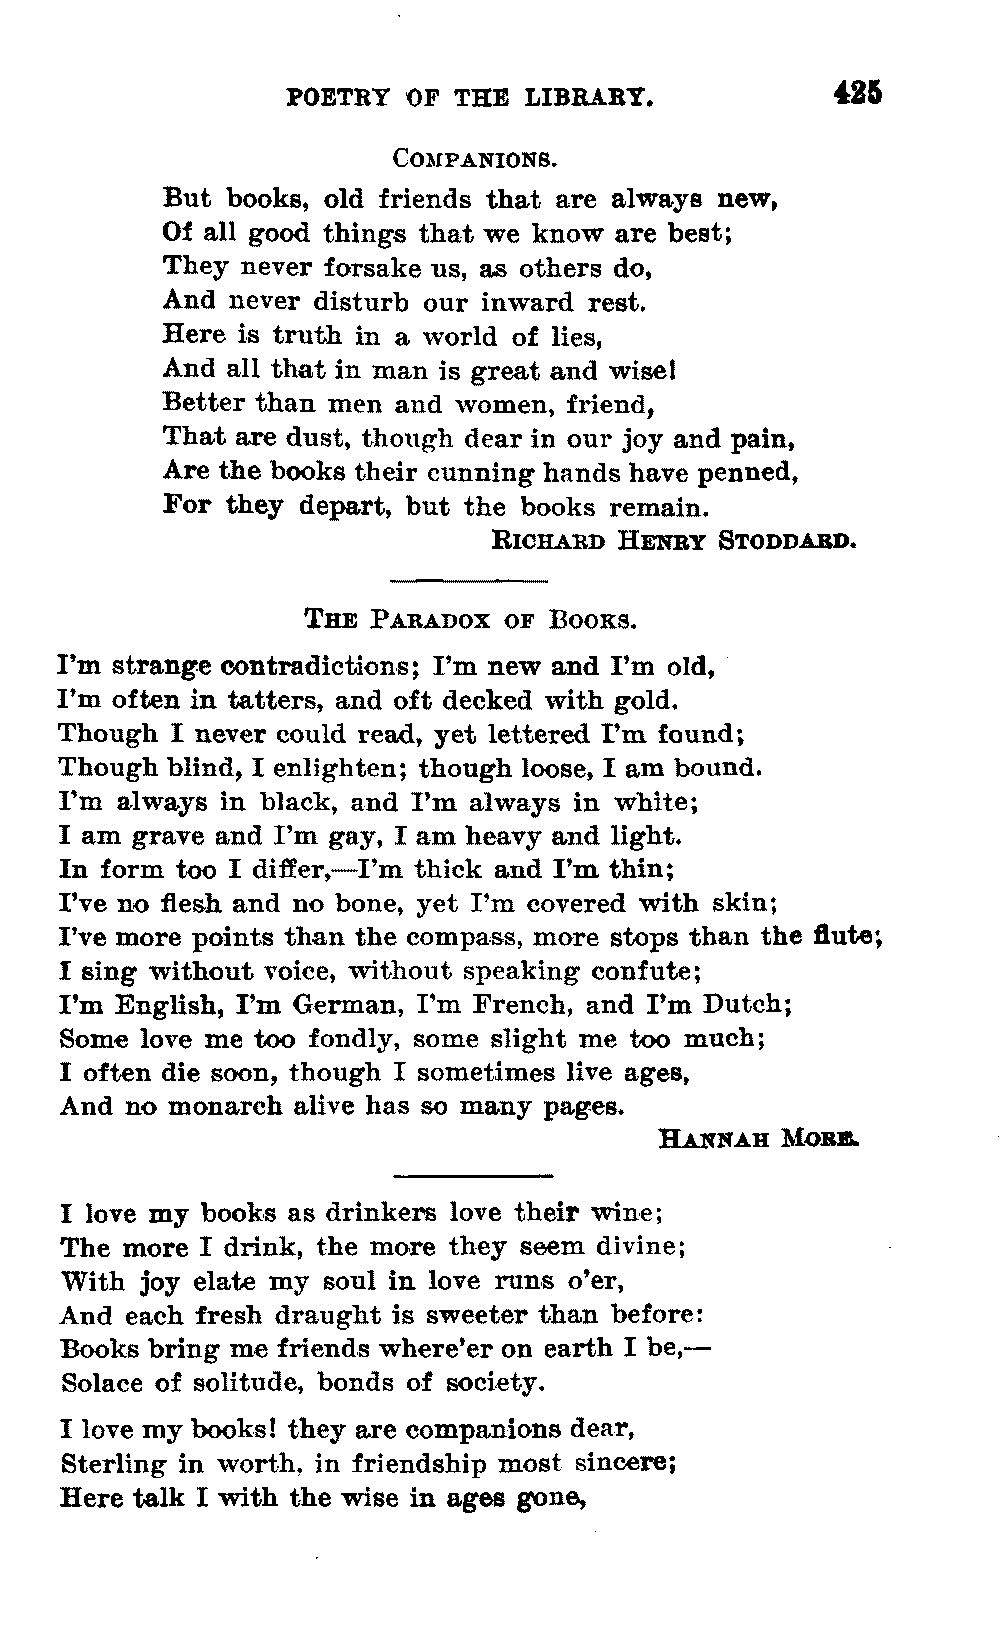 POETRY OF THE LIBRARY. 425
COMPANIONS.
But books, old friends that are always new,
Of all good things that we know are best;
They never forsake us, as others do,
And never disturb our inward rest.
Here is truth in a world of lies,
And all that in man is great and wise!
Better than men and women, friend,
That are dust, though dear in our joy and pain,
Are the books their cunning hands have penned,
For they depart, but the books remain.
RICHARD HENRY STODDARD.
THE PARADOX OF BOOKS.
I'm strange contradictions; I'm new and I'm old,
I'm often in tatters, and oft decked with gold.
Though I never could read, yet lettered I'm found;
Though blind, I enlighten; though loose, I am bound.
I'm always in black, and I'm always in white;
I am grave and I'm gay, I am heavy and light.
In form too I differ,—I'm thick and I'm thin;
I've no flesh and no bone, yet I'm covered with skin;
I've more points than the compass, more stops than the flute;
I sing without voice, without speaking confute;
I'm English, I'm German, I'm French, and I'm Dutch;
Some love me too fondly, some slight me too much;
I often die soon, though I sometimes live ages,
And no monarch alive has so many pages.
HANNAH MORE.
I love my books as drinkers love their wine;
The more I drink, the more they seem divine;
With joy elate my soul in love runs o'er,
And each fresh draught is sweeter than before:
Books bring me friends where'er on earth I be,—
Solace of solitude, bonds of society.
I love my books! they are companions dear,
Sterling in worth, in friendship most sincere;
Here talk I with the wise in ages gone,